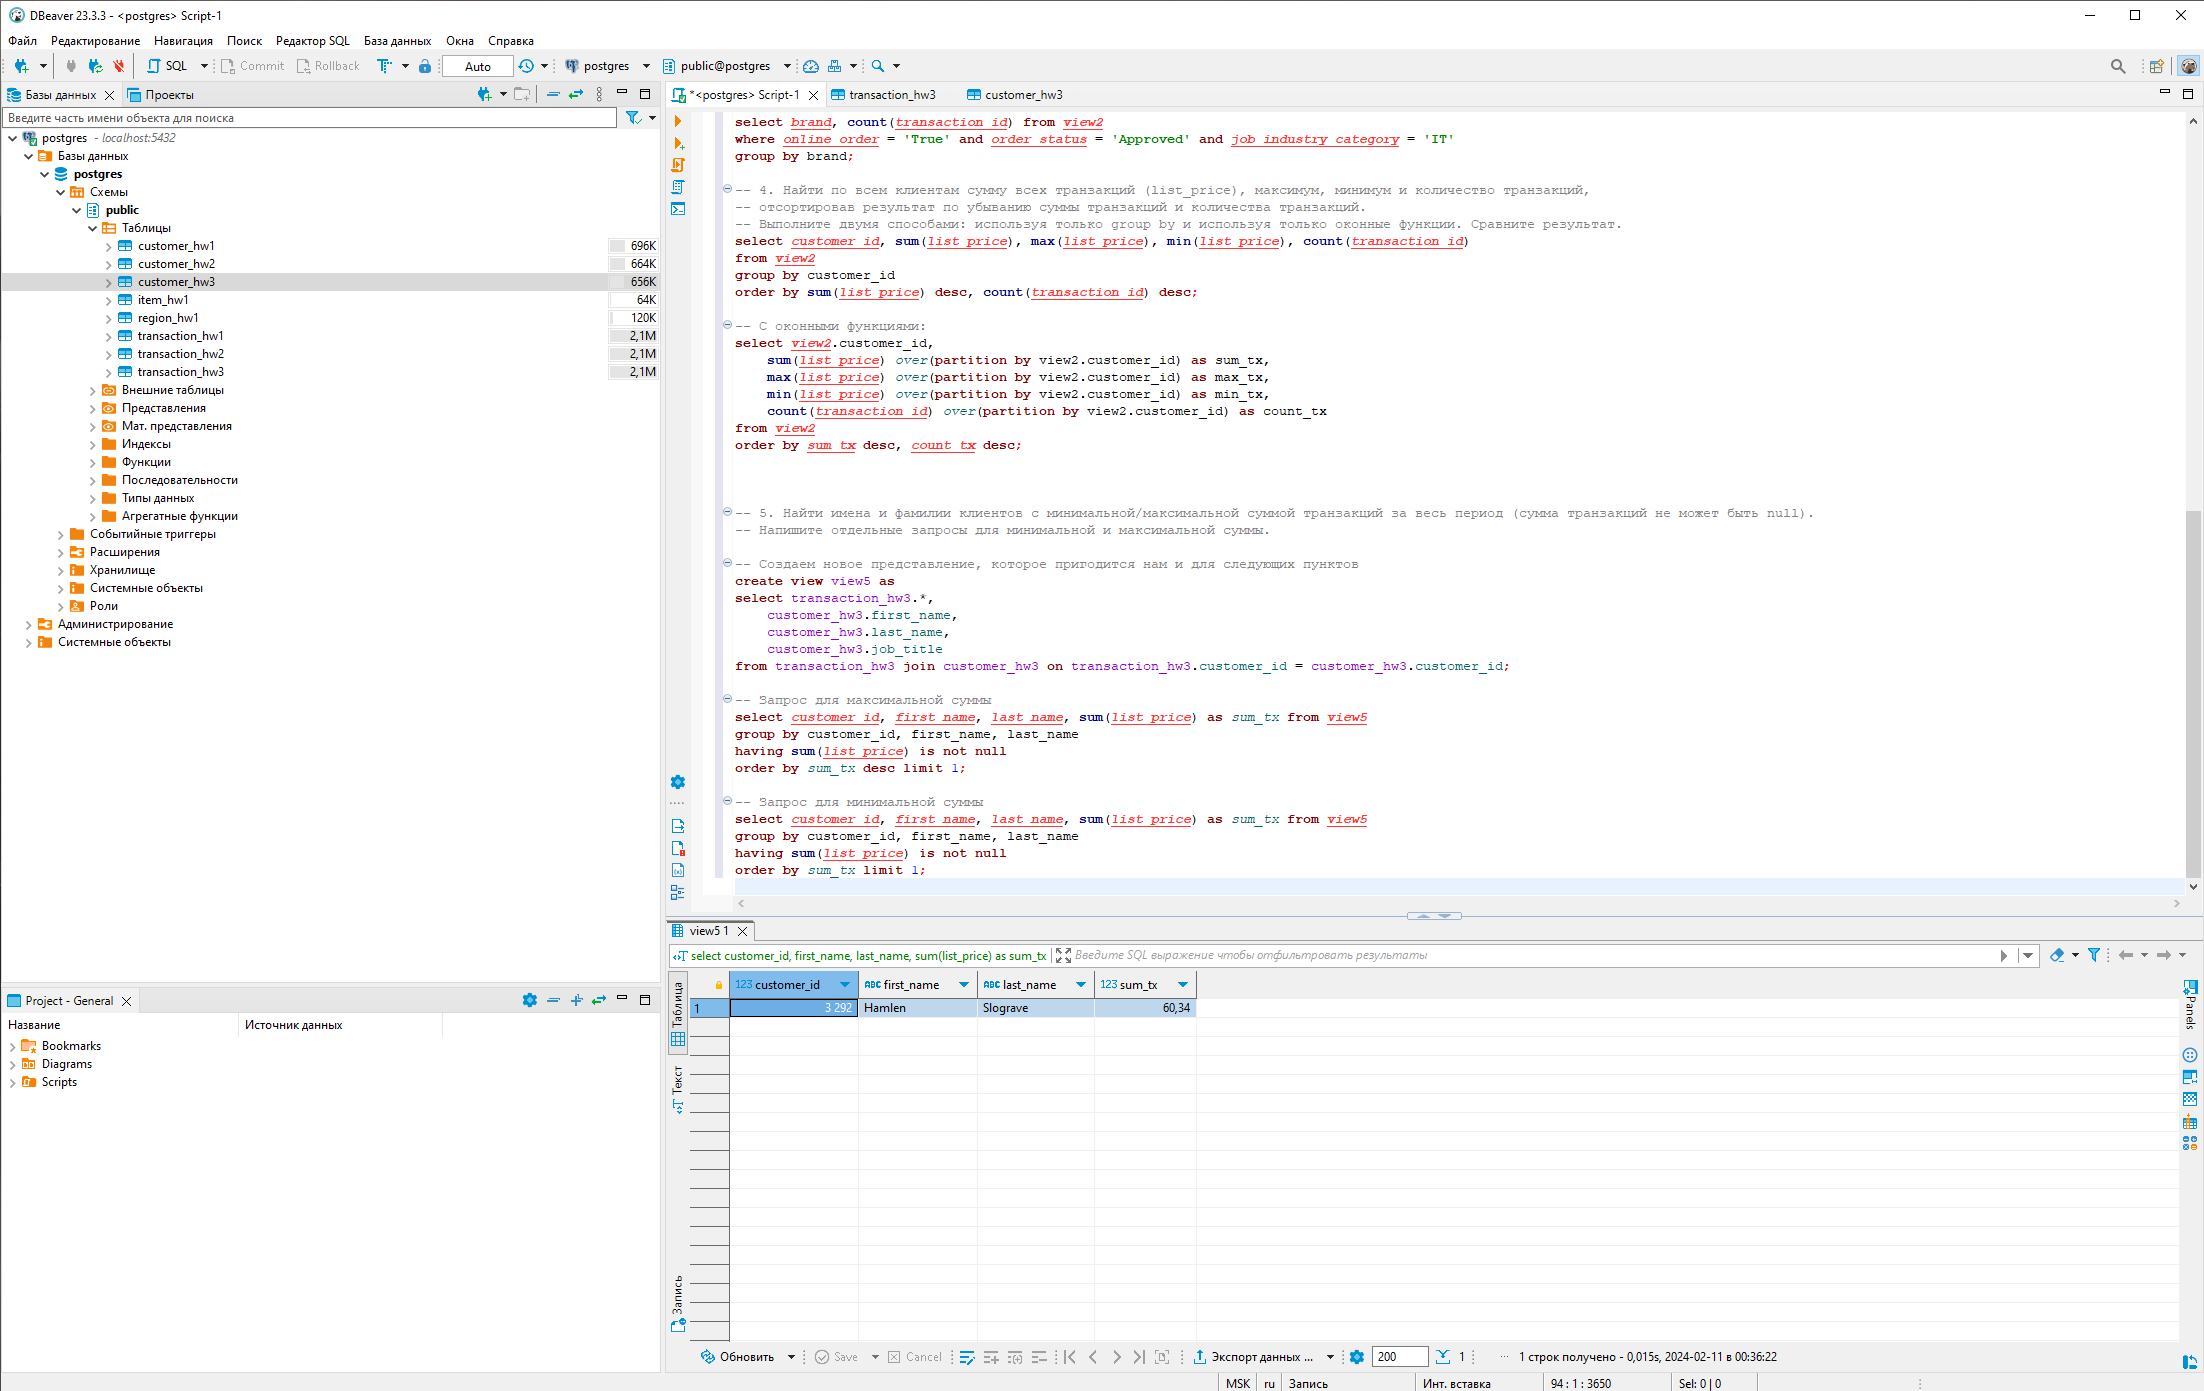 DBeaver 23.3.3 - <postgres> Script-1
Файл Редактирование Навигация Поиск Редактор SQL База данных Окна Справка
SQL Commit Rollback Auto postgres public@postgres
Базы данных Проекты
Введите часть имени объекта для поиска
postgres - localhost:5432
Базы данных
postgres
Схемы
public
Таблицы
customer_hw1 696K
customer_hw2 664K
customer_hw3 656K
item_hw1 64K
region_hw1 120K
transaction_hw1 2,1M
transaction_hw2 2,1M
transaction_hw3 2,1M
Внешние таблицы
Представления
Мат. представления
Индексы
Функции
Последовательности
Типы данных
Агрегатные функции
Событийные триггеры
Расширения
Хранилище
Системные объекты
Роли
Администрирование
Системные объекты
Project - General
Название Источник данных
Bookmarks
Diagrams
Scripts
*<postgres> Script-1 transaction_hw3 customer_hw3
select brand, count(transaction_id) from view2
where online_order = 'True' and order_status = 'Approved' and job_industry_category = 'IT'
group by brand;
-- 4. Найти по всем клиентам сумму всех транзакций (list_price), максимум, минимум и количество транзакций,
-- отсортировав результат по убыванию суммы транзакций и количества транзакций.
-- Выполните двумя способами: используя только group by и используя только оконные функции. Сравните результат.
select customer_id, sum(list_price), max(list_price), min(list_price), count(transaction_id)
from view2
group by customer_id
order by sum(list_price) desc, count(transaction_id) desc;
-- С оконными функциями:
select view2.customer_id,
sum(list_price) over(partition by view2.customer_id) as sum_tx,
max(list_price) over(partition by view2.customer_id) as max_tx,
min(list_price) over(partition by view2.customer_id) as min_tx,
count(transaction_id) over(partition by view2.customer_id) as count_tx
from view2
order by sum_tx desc, count_tx desc;
-- 5. Найти имена и фамилии клиентов с минимальной/максимальной суммой транзакций за весь период (сумма транзакций не может быть null).
-- Напишите отдельные запросы для минимальной и максимальной суммы.
-- Создаем новое представление, которое пригодится нам и для следующих пунктов
create view view5 as
select transaction_hw3.*,
customer_hw3.first_name,
customer_hw3.last_name,
customer_hw3.job_title
from transaction_hw3 join customer_hw3 on transaction_hw3.customer_id = customer_hw3.customer_id;
-- Запрос для максимальной суммы
select customer_id, first_name, last_name, sum(list_price) as sum_tx from view5
group by customer_id, first_name, last_name
having sum(list_price) is not null
order by sum_tx desc limit 1;
-- Запрос для минимальной суммы
select customer_id, first_name, last_name, sum(list_price) as sum_tx from view5
group by customer_id, first_name, last_name
having sum(list_price) is not null
order by sum_tx limit 1;
view5 1
select customer_id, first_name, last_name, sum(list_price) as sum_tx Введите SQL выражение чтобы отфильтровать результаты
Таблица
Текст
Запись
Panels
123 customer_id ABC first_name ABC last_name 123 sum_tx
1 3 292 Hamlen Slograve 60,34
Обновить Save Cancel Экспорт данных ... 200 1 ... 1 строк получено - 0,015s, 2024-02-11 в 00:36:22
MSK ru Запись Инт. вставка 94 : 1 : 3650 Sel: 0 | 0